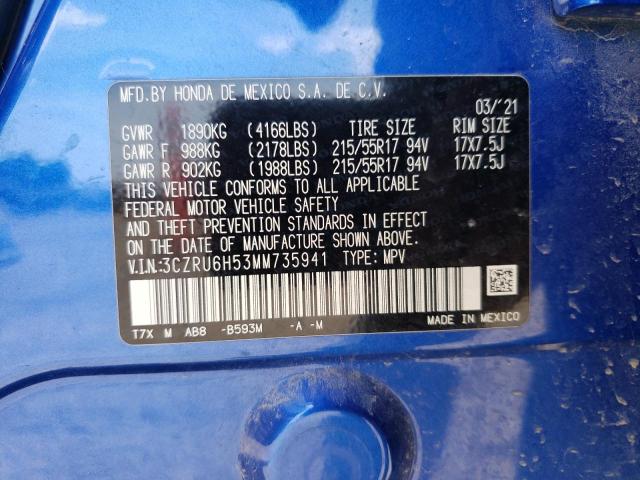 MFD. BY HONDA DE MEXICO S.A. DE C.V.
03/'21
GVWR 1890KG (4166LBS) TIRE SIZE RIM SIZE
GAWR F 988KG (2178LBS) 215/55R17 94V 17X7.5J
GAWR R 902KG (1988LBS) 215/55R17 94V 17X7.5J
THIS VEHICLE CONFORMS TO ALL APPLICABLE
FEDERAL MOTOR VEHICLE SAFETY
AND THEFT PREVENTION STANDARDS IN EFFECT
ON THE DATE OF MANUFACTURE SHOWN ABOVE.
V.I.N:3CZRU6H53MM735941 TYPE: MPV
T7X M AB8 -B593M -A -M
MADE IN MEXICO